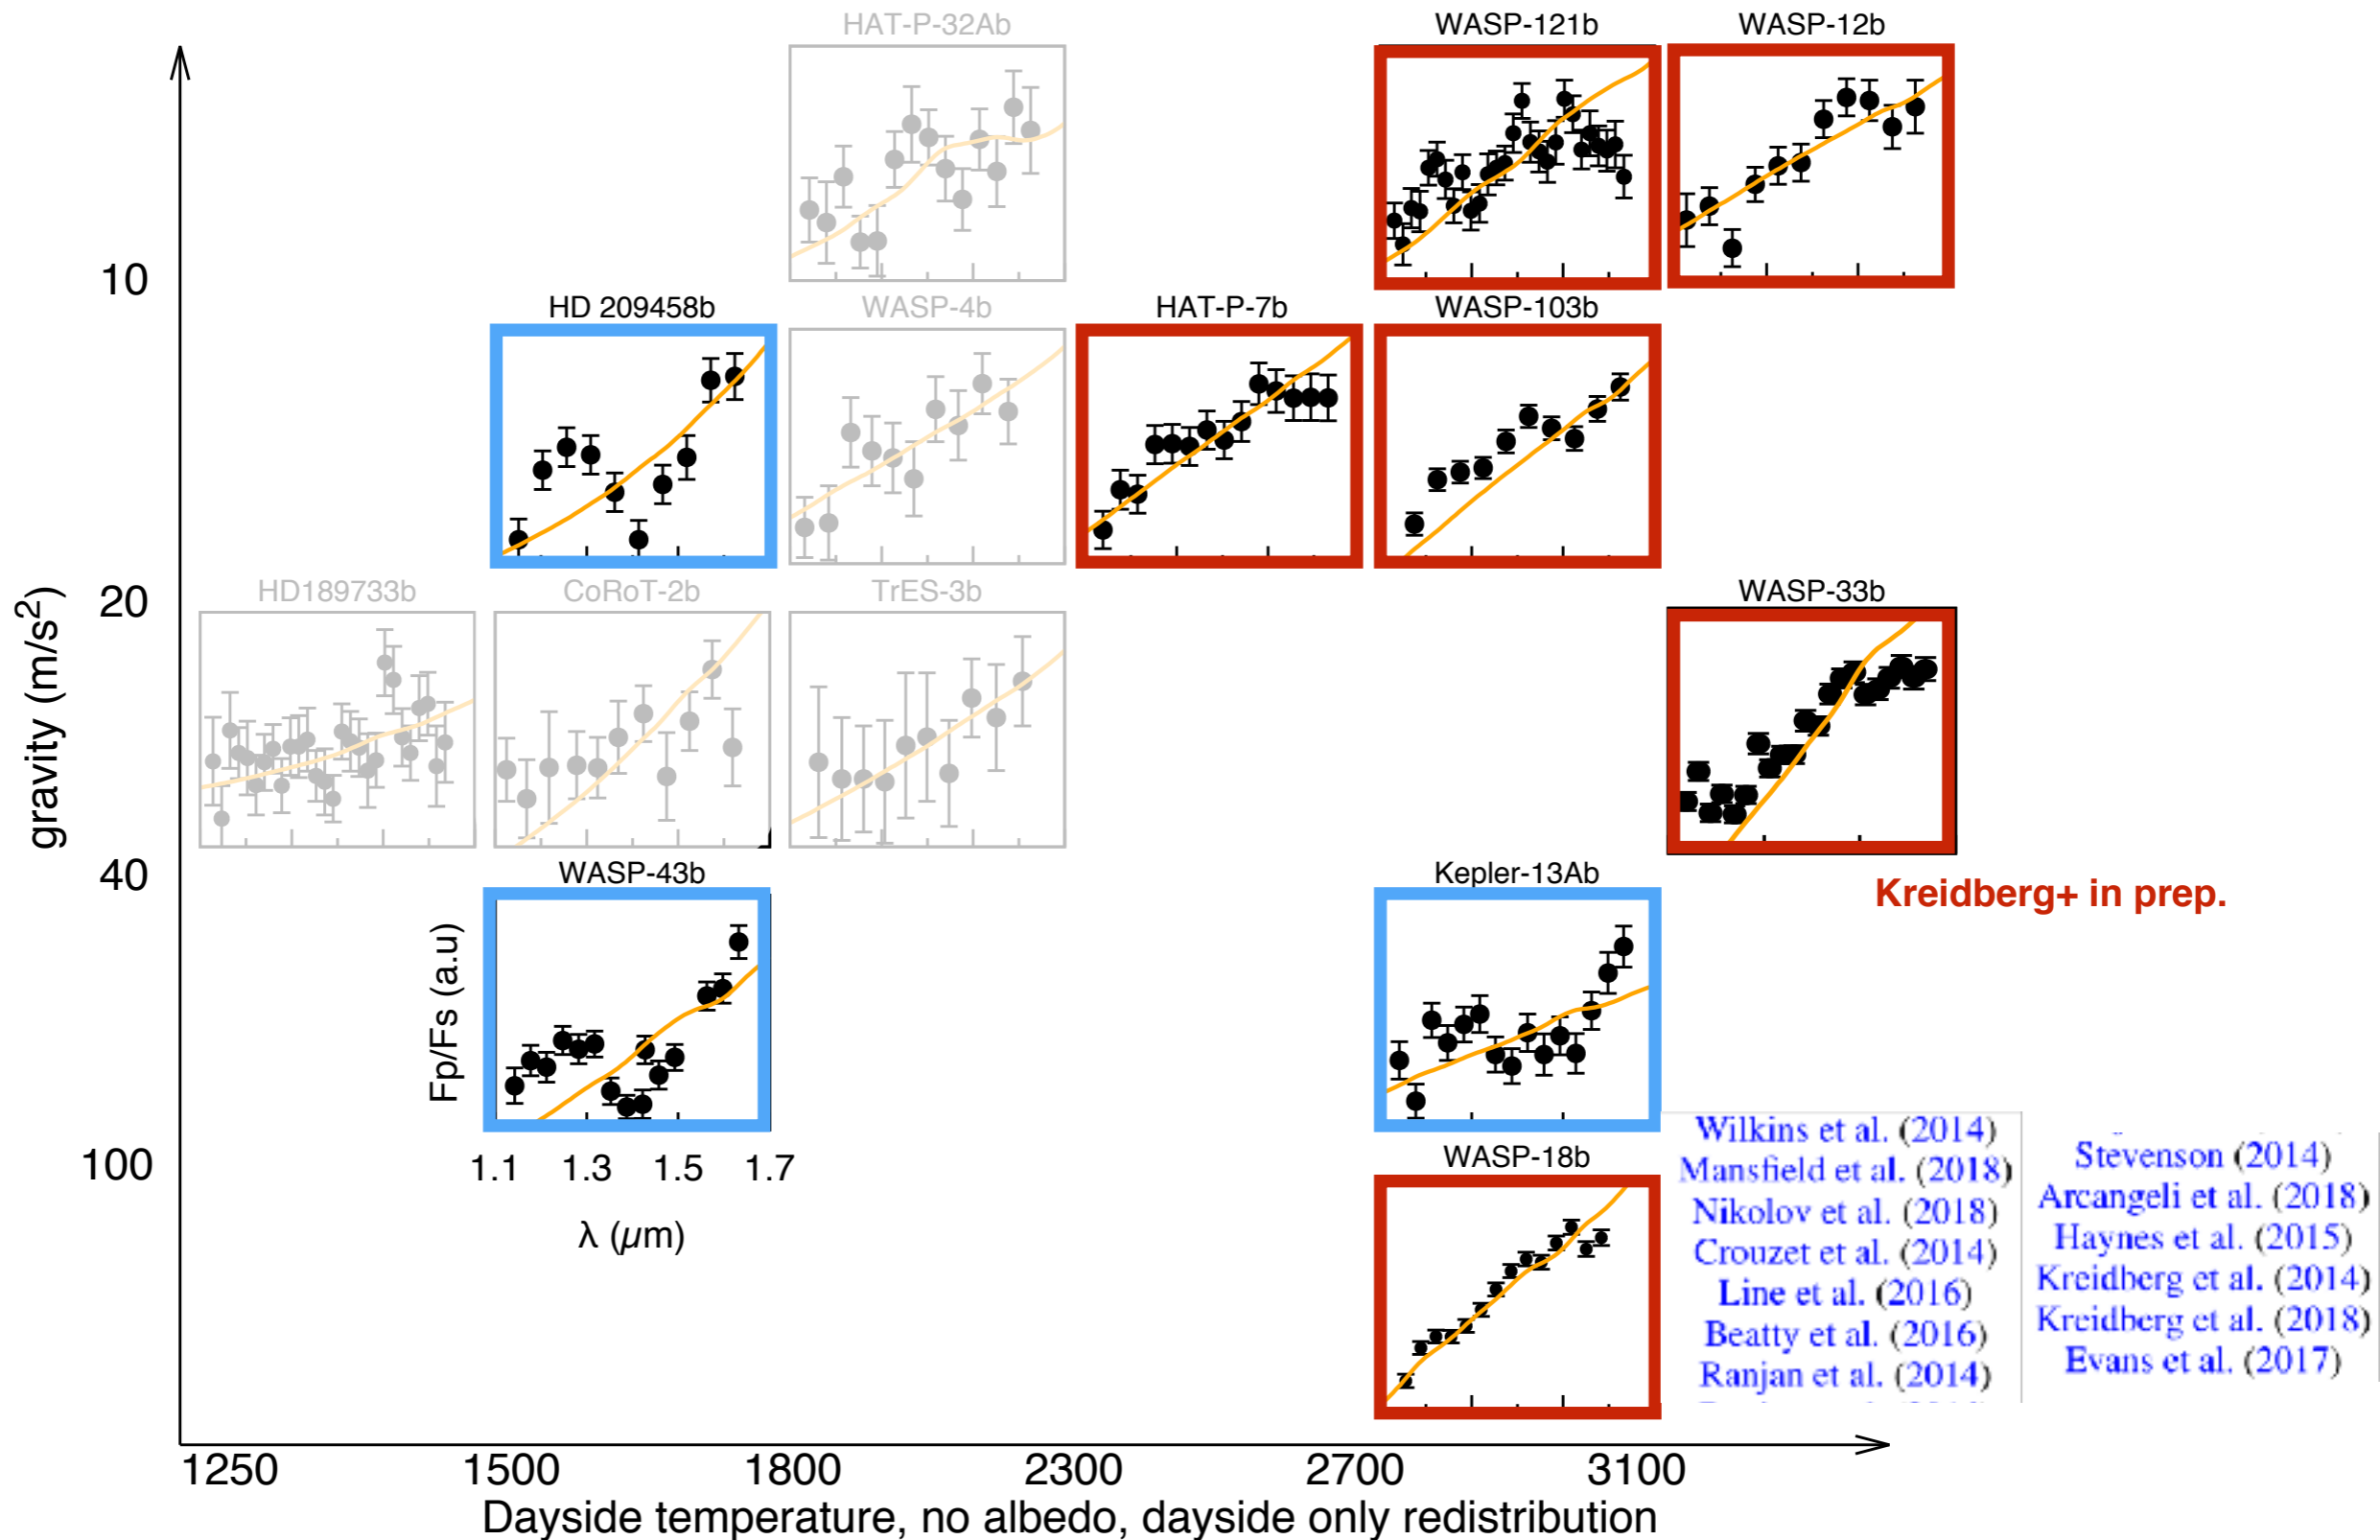 HAT-P-32Ab
WASP-121b
WASP-12b
10
HD 209458b
WASP-4b
HAT-P-7b
WASP-103b
20
HD189733b
CoRoT-2b
TrES-3b
WASP-33b
gravity (m/s²)
40
WASP-43b
Kepler-13Ab
Kreidberg+ in prep.
Fp/Fs (a.u)
100
1.1 1.3 1.5 1.7
λ (µm)
WASP-18b
Wilkins et al. (2014)
Mansfield et al. (2018)
Nikolov et al. (2018)
Crouzet et al. (2014)
Line et al. (2016)
Beatty et al. (2016)
Ranjan et al. (2014)
Stevenson (2014)
Arcangeli et al. (2018)
Haynes et al. (2015)
Kreidberg et al. (2014)
Kreidberg et al. (2018)
Evans et al. (2017)
1250 1500 1800 2300 2700 3100
Dayside temperature, no albedo, dayside only redistribution